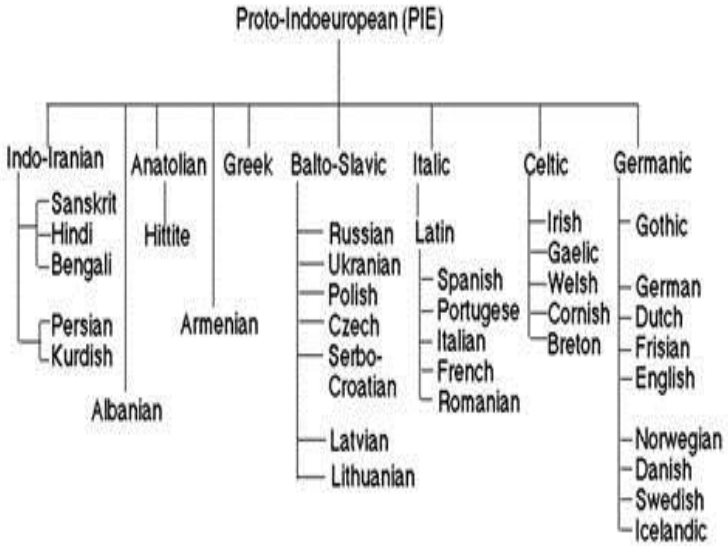 Proto-Indoeuropean (PIE)
Indo-Iranian
Sanskrit
Hindi
Bengali
Persian
Kurdish
Albanian
Anatolian
Hittite
Armenian
Greek
Balto-Slavic
Russian
Ukranian
Polish
Czech
Serbo-
Croatian
Latvian
Lithuanian
Italic
Latin
Spanish
Portugese
Italian
French
Romanian
Celtic
Irish
Gaelic
Welsh
Cornish
Breton
Germanic
Gothic
German
Dutch
Frisian
English
Norwegian
Danish
Swedish
Icelandic